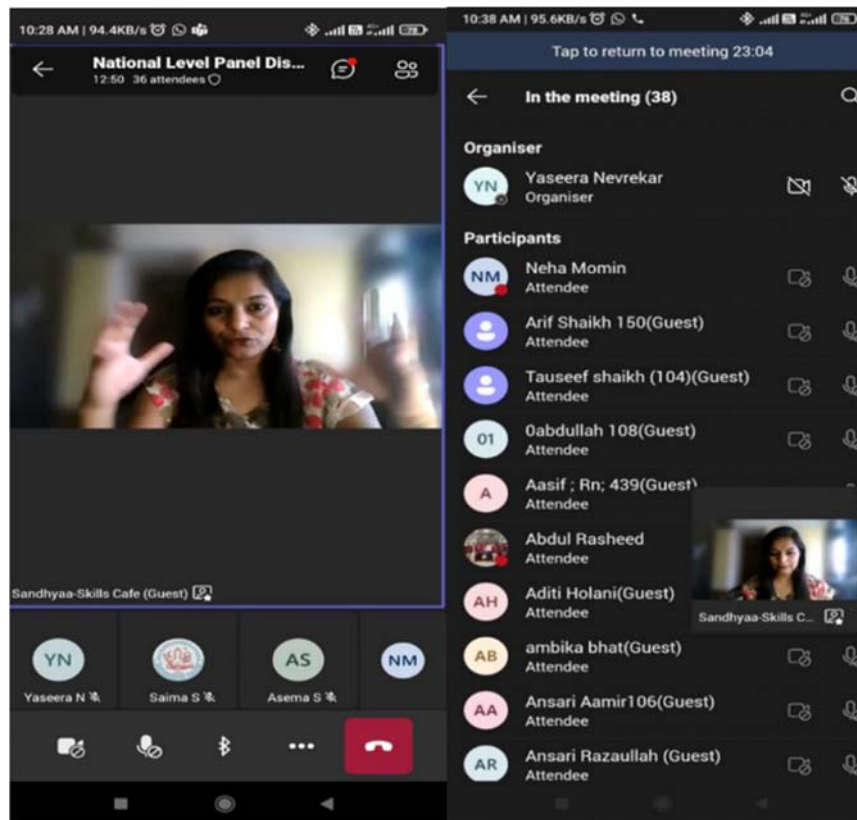 10:28 AM | 94.4KB/s
National Level Panel Dis...
12:50 36 attendees
Sandhyaa-Skills Cafe (Guest)
YN
AS
NM
Yaseera N
Saima S
Asema S
10:38 AM | 95.6KB/s
Tap to return to meeting 23:04
In the meeting (38)
Organiser
YN
Yaseera Nevrekar
Organiser
Participants
NM
Neha Momin
Attendee
Arif Shaikh 150(Guest)
Attendee
Tauseef shaikh (104)(Guest)
Attendee
01
0abdullah 108(Guest)
Attendee
A
Aasif ; Rn; 439(Guest)
Attendee
Abdul Rasheed
Attendee
AH
Aditi Holani(Guest)
Attendee
Sandhyaa-Skills C...
AB
ambika bhat(Guest)
Attendee
AA
Ansari Aamir106(Guest)
Attendee
AR
Ansari Razaullah (Guest)
Attendee